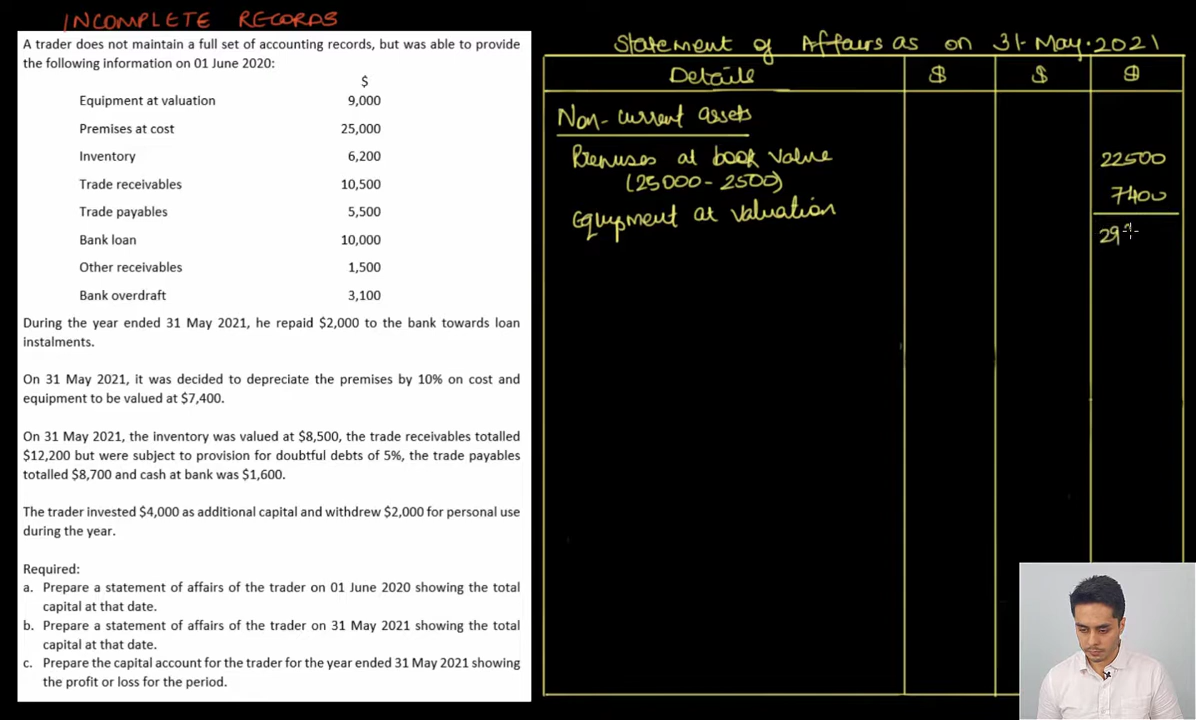 INCOMPLETE RECORDS
A trader does not maintain a full set of accounting records, but was able to provide
the following information on 01 June 2020:
$
Equipment at valuation 9,000
Premises at cost 25,000
Inventory 6,200
Trade receivables 10,500
Trade payables 5,500
Bank loan 10,000
Other receivables 1,500
Bank overdraft 3,100
During the year ended 31 May 2021, he repaid $2,000 to the bank towards loan
instalments.
On 31 May 2021, it was decided to depreciate the premises by 10% on cost and
equipment to be valued at $7,400.
On 31 May 2021, the inventory was valued at $8,500, the trade receivables totalled
$12,200 but were subject to provision for doubtful debts of 5%, the trade payables
totalled $8,700 and cash at bank was $1,600.
The trader invested $4,000 as additional capital and withdrew $2,000 for personal use
during the year.
Required:
a. Prepare a statement of affairs of the trader on 01 June 2020 showing the total
capital at that date.
b. Prepare a statement of affairs of the trader on 31 May 2021 showing the total
capital at that date.
c. Prepare the capital account for the trader for the year ended 31 May 2021 showing
the profit or loss for the period.
Statement of Affairs as on 31-May-2021
Details $ $ $
Non-current assets
Premises at book value 22500
(25000-2500)
Equipment at valuation 7400
29